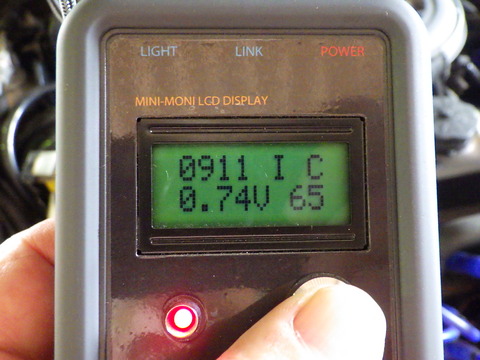 LIGHT LINK POWER
MINI-MONI LCD DISPLAY
0911 I C
0.74V 65